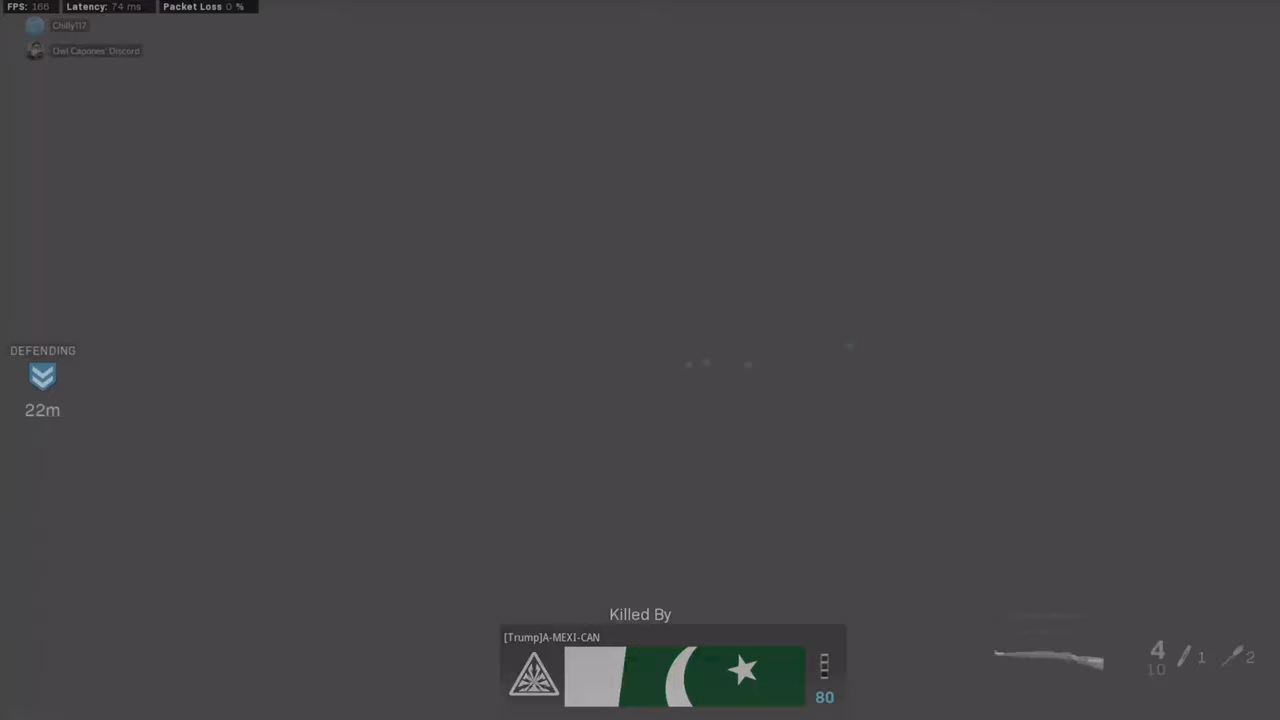 FPS: 166 Latency: 74 ms Packet Loss 0 %
Chilly117
Owl Capones' Discord
DEFENDING
22m
Killed By
[Trump]A-MEXI-CAN
80
4
10
1
2